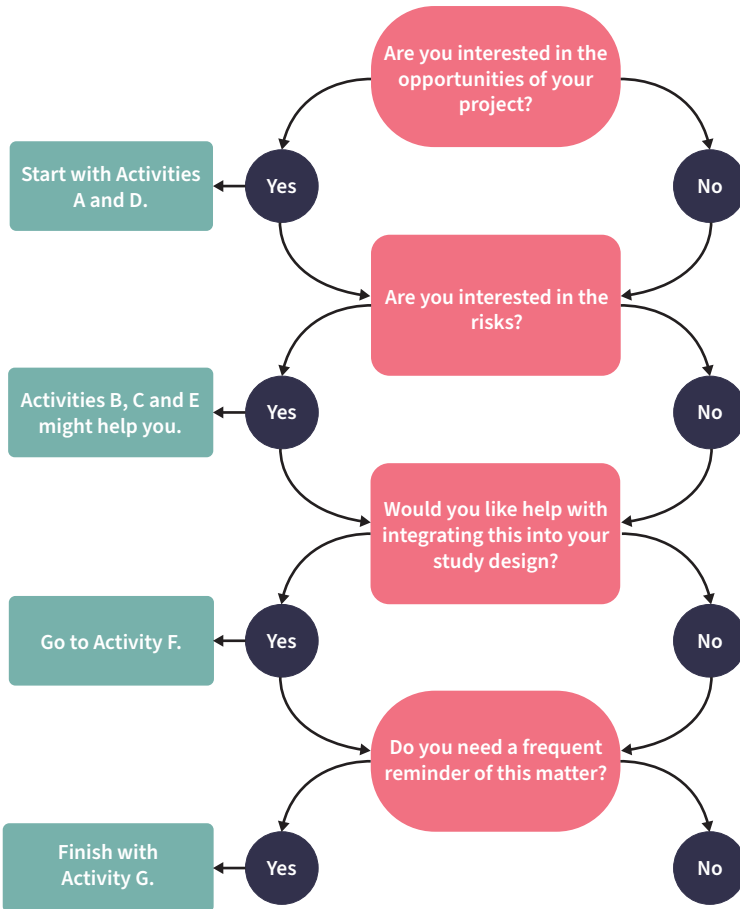 Are you interested in the
opportunities of your
project?
Start with Activities
A and D.
Yes
No
Are you interested in the
risks?
Activities B, C and E
might help you.
Yes
No
Would you like help with
integrating this into your
study design?
Go to Activity F.
Yes
No
Do you need a frequent
reminder of this matter?
Finish with
Activity G.
Yes
No